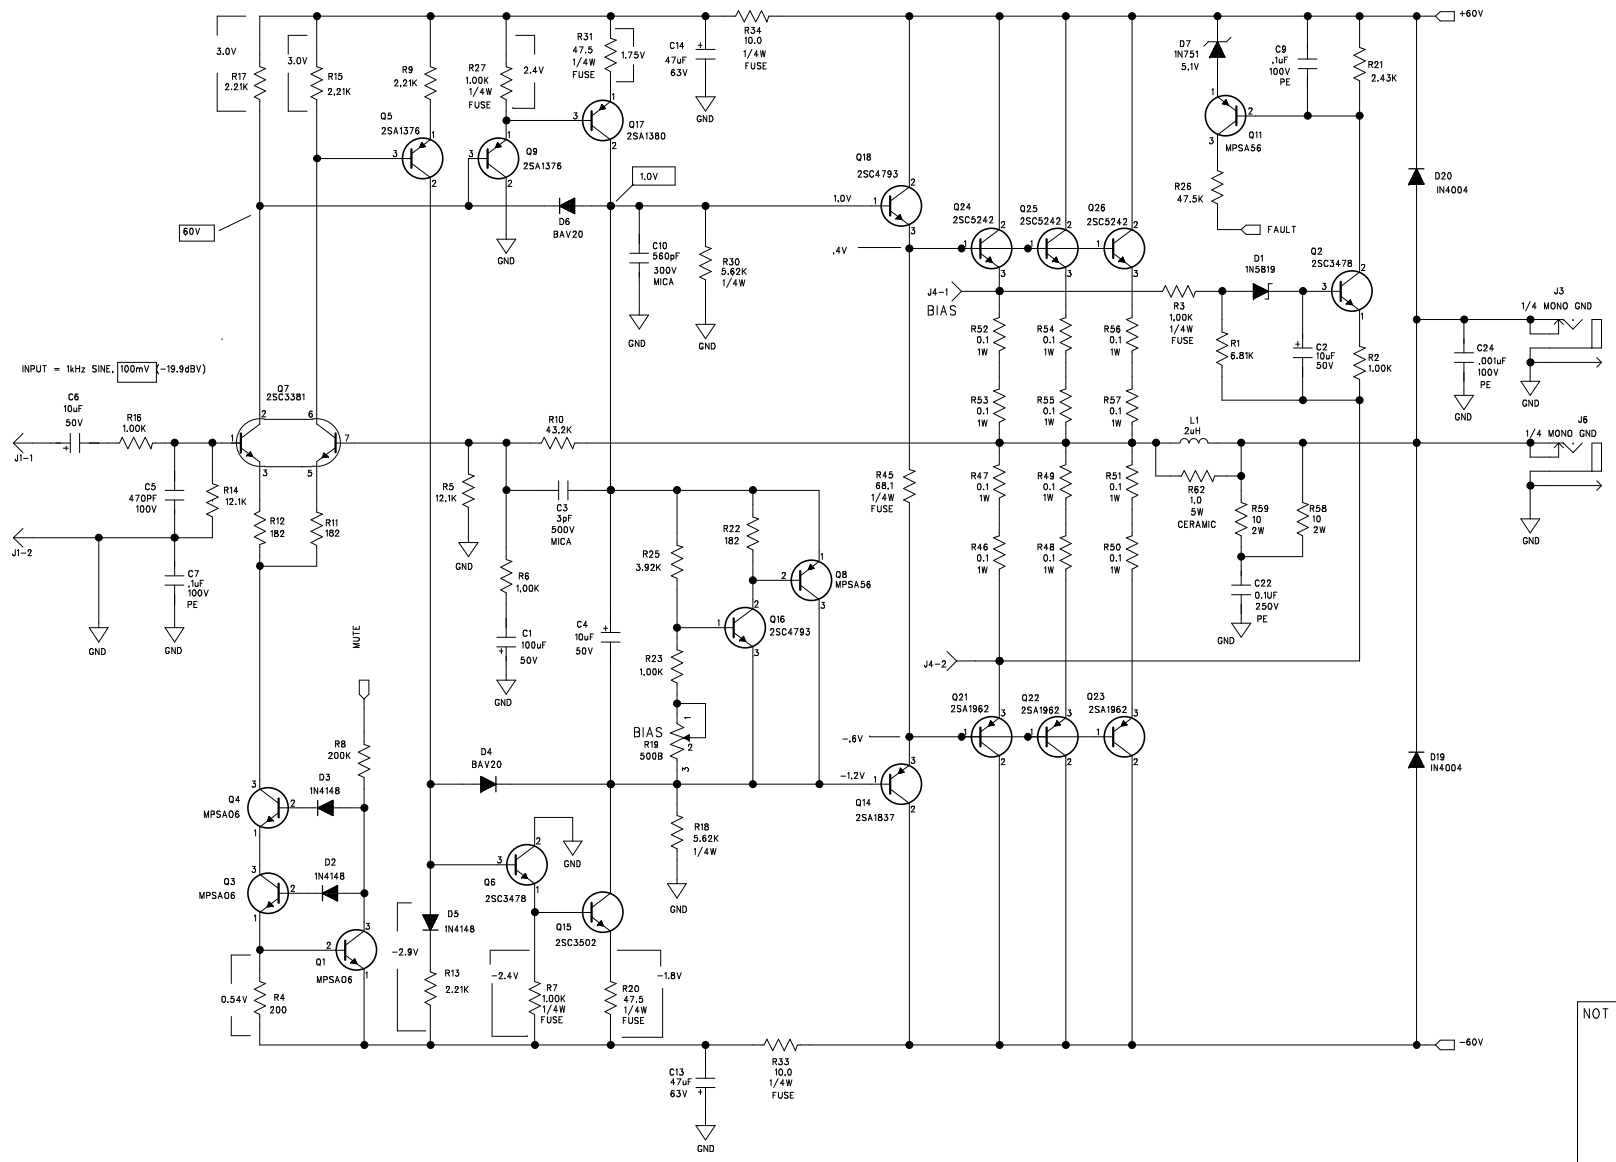 +60V
3.0V
R17
2.21K
3.0V
R15
2.21K
R9
2.21K
R27
1.00K
1/4W
FUSE
2.4V
R31
47.5
1/4W
FUSE
1.75V
C14
47uF
63V
GND
R34
10.0
1/4W
FUSE
D7
1N751
5.1V
C9
.1uF
100V
PE
R21
2.43K
Q5
2SA1376
Q9
2SA1376
Q17
2SA1380
Q11
MPSA56
R26
47.5K
FAULT
D20
IN4004
60V
D6
BAV20
1.0V
GND
C10
560pF
300V
MICA
GND
R30
5.62K
1/4W
GND
Q18
2SC4793
1.0V
.4V
Q24
2SC5242
Q25
2SC5242
Q26
2SC5242
J4-1
BIAS
R3
1.00K
1/4W
FUSE
D1
1N5819
Q2
2SC3478
R1
6.81K
C2
10uF
50V
R2
1.00K
J3
1/4 MONO GND
C24
.001uF
100V
PE
GND
GND
R52
0.1
1W
R54
0.1
1W
R56
0.1
1W
R53
0.1
1W
R55
0.1
1W
R57
0.1
1W
INPUT = 1kHz SINE, 100mV (-19.9dBV)
C6
10uF
50V
J1-1
R16
1.00K
Q7
2SC3381
C5
470PF
100V
R14
12.1K
R12
182
R11
182
J1-2
GND
C7
.1uF
100V
PE
GND
R10
43.2K
R5
12.1K
GND
C3
3pF
500V
MICA
R6
1.00K
C1
100uF
50V
GND
C4
10uF
50V
R25
3.92K
R22
182
Q8
MPSA56
Q16
2SC4793
R23
1.00K
BIAS
R19
500B
R45
68.1
1/4W
FUSE
R47
0.1
1W
R49
0.1
1W
R51
0.1
1W
R46
0.1
1W
R48
0.1
1W
R50
0.1
1W
L1
2uH
R62
1.0
5W
CERAMIC
R59
10
2W
R58
10
2W
C22
0.1UF
250V
PE
GND
J6
1/4 MONO GND
GND
J4-2
Q21
2SA1962
Q22
2SA1962
Q23
2SA1962
-.6V
-1.2V
Q14
2SA1837
D19
IN4004
MUTE
R8
200K
D3
1N4148
Q4
MPSA06
D2
1N4148
Q3
MPSA06
Q1
MPSA06
0.54V
R4
200
D4
BAV20
D5
1N4148
-2.9V
R13
2.21K
Q6
2SC3478
GND
Q15
2SC3502
-2.4V
R7
1.00K
1/4W
FUSE
R20
47.5
1/4W
FUSE
-1.8V
R18
5.62K
1/4W
GND
C13
47uF
63V
GND
R33
10.0
1/4W
FUSE
-60V
NOT